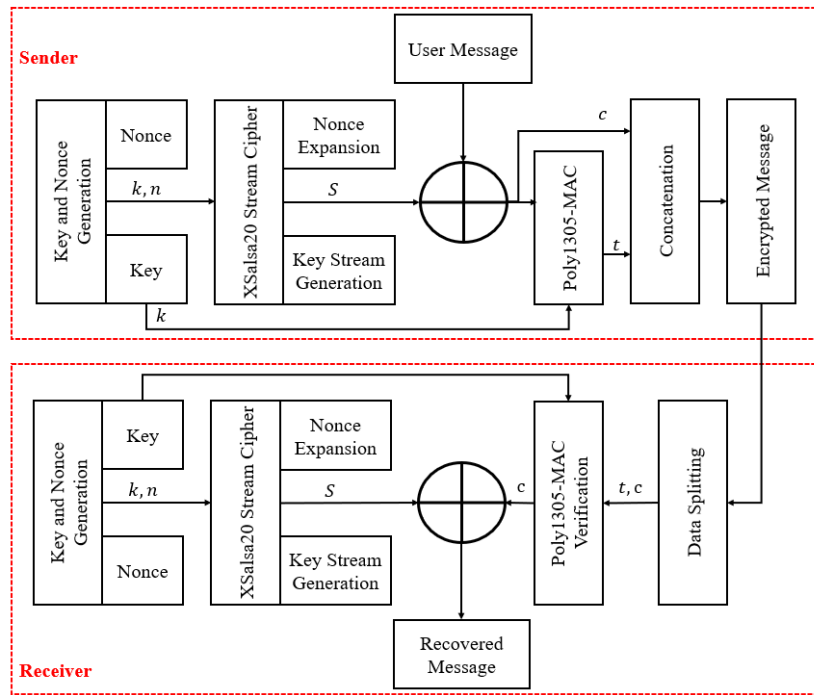 Sender
User Message
Key and Nonce
Generation
Nonce
k, n
Key
k
XSalsa20 Stream Cipher
Nonce
Expansion
S
Key Stream
Generation
c
Poly1305-MAC
t
Concatenation
Encrypted Message
Key and Nonce
Generation
Key
k, n
Nonce
XSalsa20 Stream Cipher
Nonce
Expansion
S
Key Stream
Generation
c
Poly1305-MAC
Verification
t, c
Data Splitting
Recovered
Message
Receiver